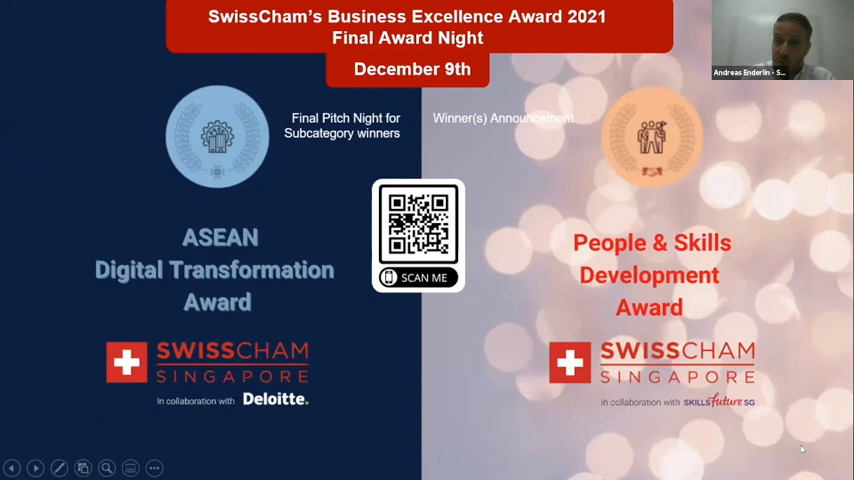 SwissCham's Business Excellence Award 2021
Final Award Night
December 9th
Andreas Enderlin - S...
Final Pitch Night for
Subcategory winners
Winner(s) Announcement
SCAN ME
ASEAN
Digital Transformation
Award
SWISSCHAM
SINGAPORE
In collaboration with Deloitte.
People & Skills
Development
Award
SWISSCHAM
SINGAPORE
In collaboration with SKILLS future SG